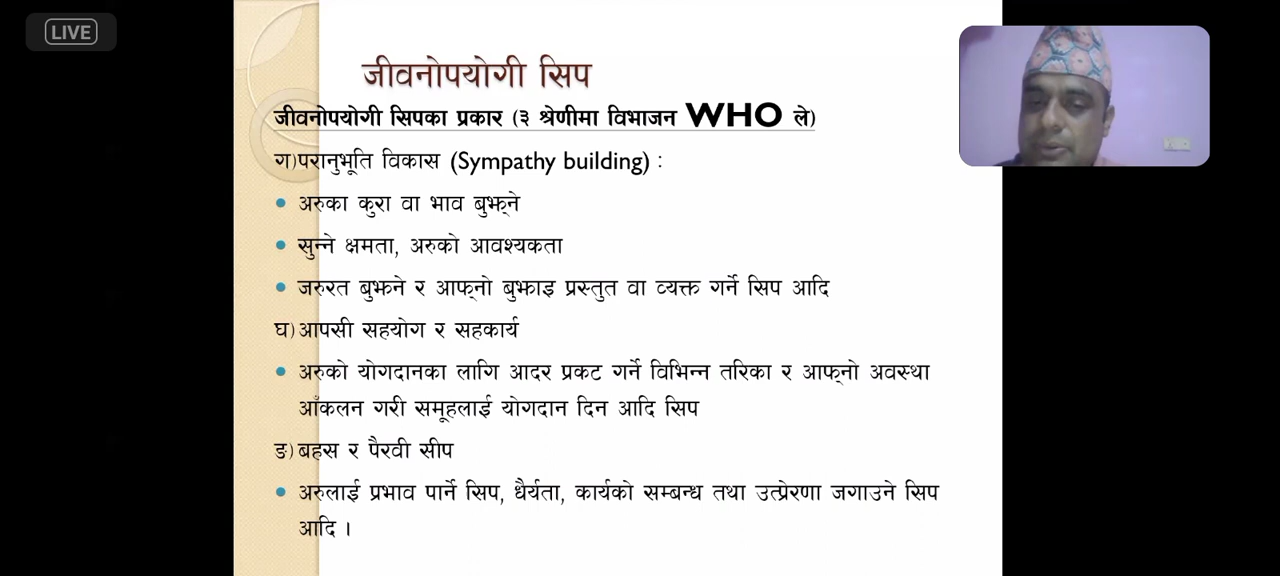 LIVE
जीवनोपयोगी सिप
जीवनोपयोगी सिपका प्रकार (३ श्रेणीमा विभाजन WHO ले)
ग)परानुभूति विकास (Sympathy building) :
अरुका कुरा वा भाव बुझ्ने
सुन्ने क्षमता, अरुको आवश्यकता
जरुरत बुझ्ने र आफ्नो बुझाइ प्रस्तुत वा व्यक्त गर्ने सिप आदि
घ)आपसी सहयोग र सहकार्य
अरुको योगदानका लागि आदर प्रकट गर्ने विभिन्न तरिका र आफ्नो अवस्था
आँकलन गरी समूहलाई योगदान दिन आदि सिप
ङ)बहस र पैरवी सीप
अरुलाई प्रभाव पार्ने सिप, धैर्यता, कार्यको सम्बन्ध तथा उत्प्रेरणा जगाउने सिप
आदि ।